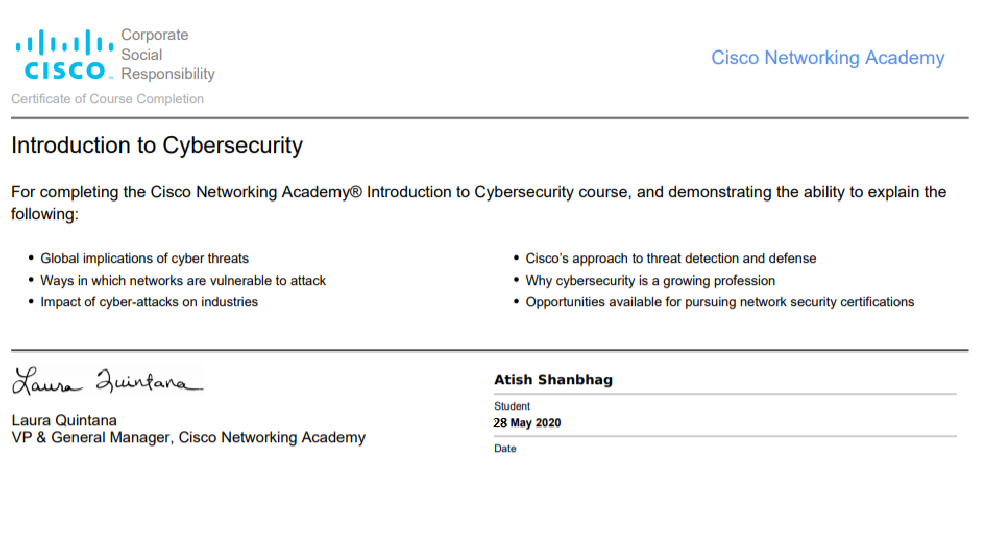 Corporate
Social
Responsibility
CISCO™
Cisco Networking Academy
Certificate of Course Completion
Introduction to Cybersecurity
For completing the Cisco Networking Academy® Introduction to Cybersecurity course, and demonstrating the ability to explain the
following:
• Global implications of cyber threats
• Ways in which networks are vulnerable to attack
• Impact of cyber-attacks on industries
• Cisco's approach to threat detection and defense
• Why cybersecurity is a growing profession
• Opportunities available for pursuing network security certifications
Laura Quintana
Laura Quintana
VP & General Manager, Cisco Networking Academy
Atish Shanbhag
Student
28 May 2020
Date